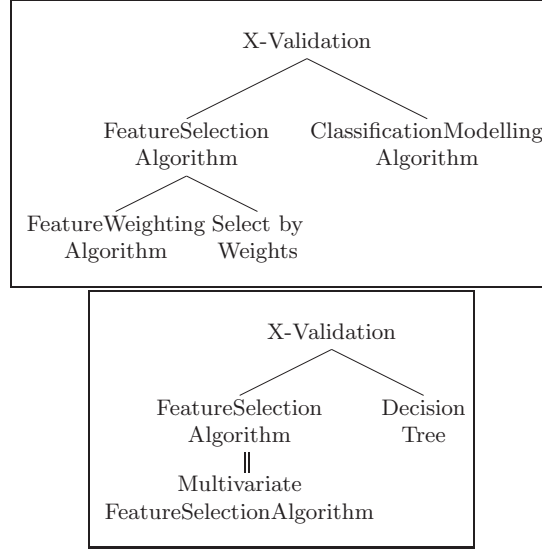 X-Validation
FeatureSelection ClassificationModelling
Algorithm Algorithm
FeatureWeighting Select by
Algorithm Weights
X-Validation
FeatureSelection Decision
Algorithm Tree
Multivariate
FeatureSelectionAlgorithm